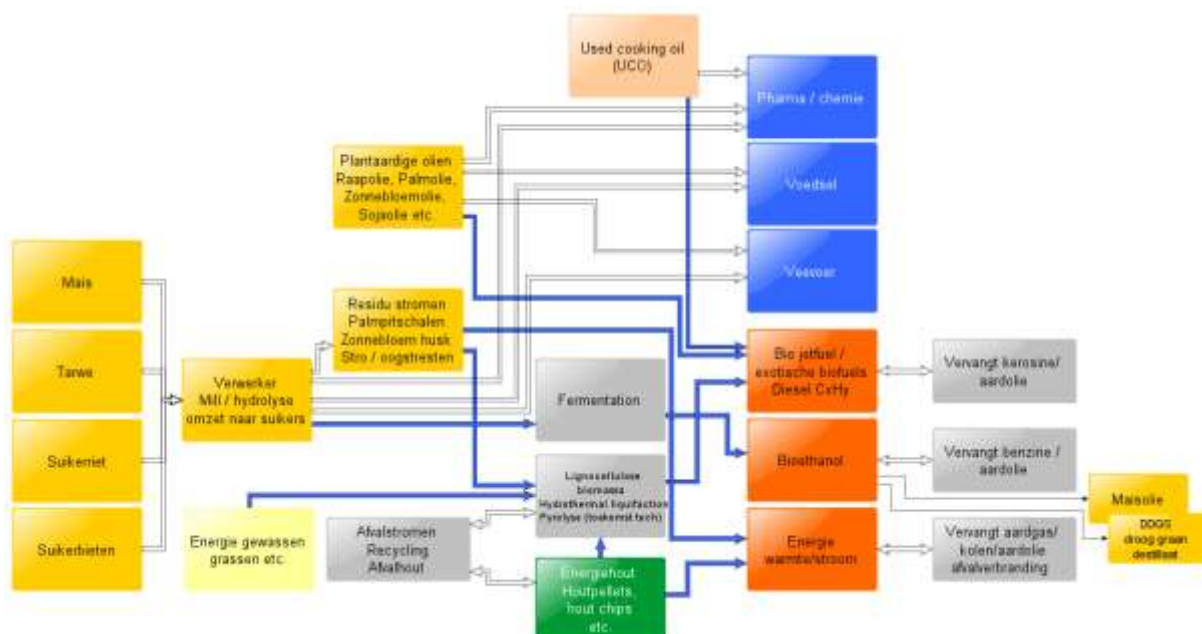 Used cooking oil
(UCO)
Pharma / chemie
Plantaardige olien
Raapolie, Palmolie,
Zonnebloemolie,
Sojaolie etc.
Voedsel
Veevoer
Mais
Tarwe
Suikerriet
Suikerbieten
Residu stromen
Palmpitschalen
Zonnebloem husk
Stro / oogstresten
Verwerker
Mill / hydrolyse
omzet naar suikers
Fermentation
Bio jetfuel /
exotische biofuels
Diesel CxHy
Vervangt kerosine/
aardolie
Bioethanol
Vervangt benzine /
aardolie
Lignocellulose
biomassa
Hydrothermal liquifaction
Pyrolyse (toekomst tech)
Maisolie
DDGS
droog graan
destillaat
Energie gewassen
grassen etc.
Afvalstromen
Recycling
Afvalhout
Energie
warmte/stroom
Vervangt aardgas/
kolen/aardolie
afvalverbranding
Energiehout
Houtpellets,
hout chips
etc.